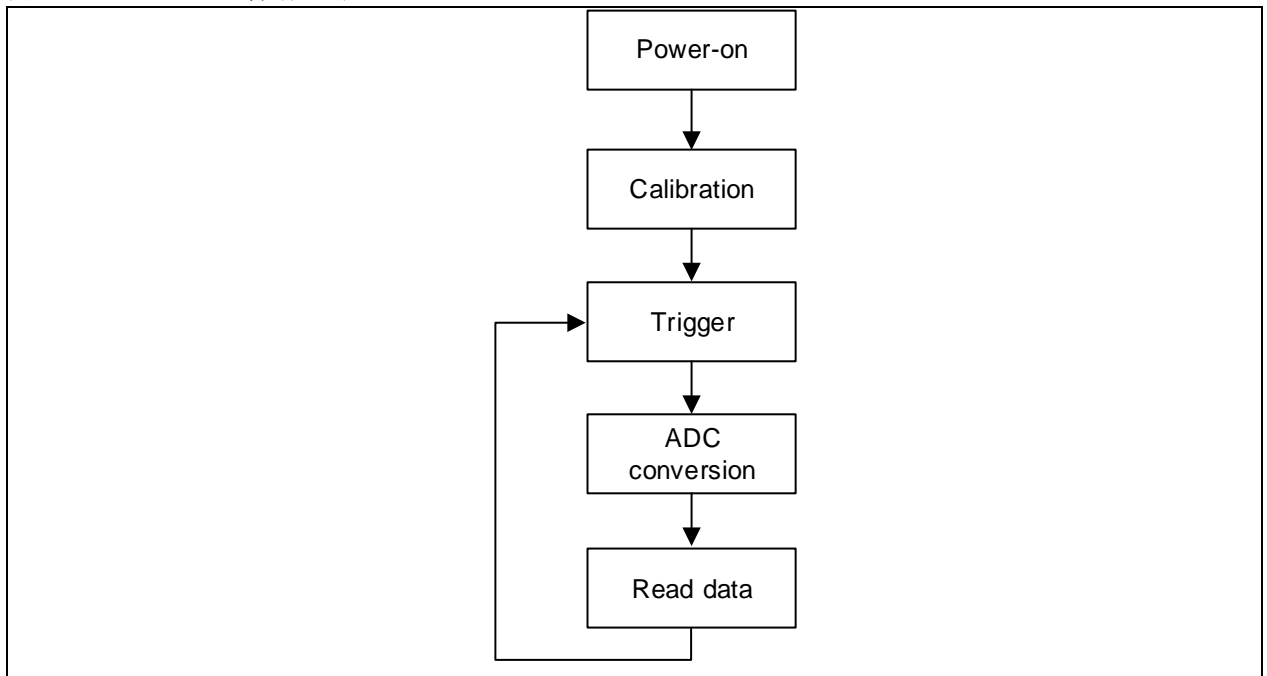 Power-on
Calibration
Trigger
ADC
conversion
Read data